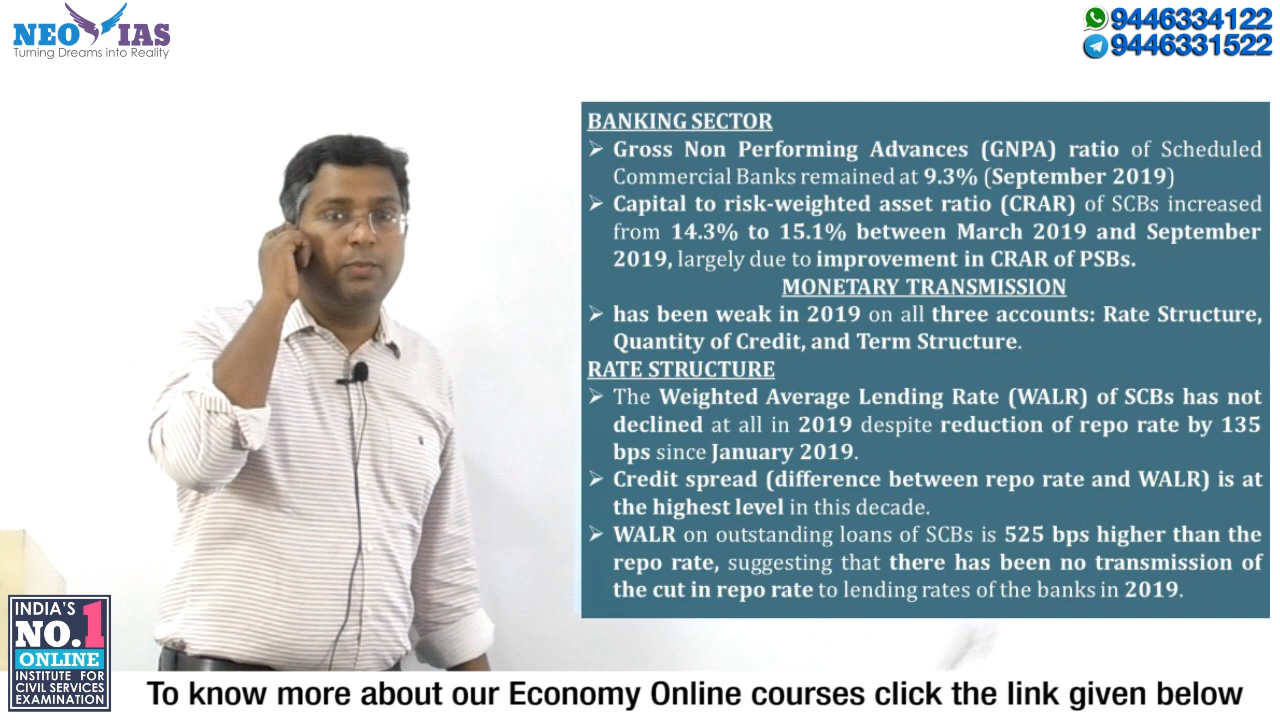 NEO IAS
Turning Dreams into Reality
9446334122
9446331522
BANKING SECTOR
➢ Gross Non Performing Advances (GNPA) ratio of Scheduled
Commercial Banks remained at 9.3% (September 2019)
➢ Capital to risk-weighted asset ratio (CRAR) of SCBs increased
from 14.3% to 15.1% between March 2019 and September
2019, largely due to improvement in CRAR of PSBs.
MONETARY TRANSMISSION
➢ has been weak in 2019 on all three accounts: Rate Structure,
Quantity of Credit, and Term Structure.
RATE STRUCTURE
➢ The Weighted Average Lending Rate (WALR) of SCBs has not
declined at all in 2019 despite reduction of repo rate by 135
bps since January 2019.
➢ Credit spread (difference between repo rate and WALR) is at
the highest level in this decade.
➢ WALR on outstanding loans of SCBs is 525 bps higher than the
repo rate, suggesting that there has been no transmission of
the cut in repo rate to lending rates of the banks in 2019.
INDIA'S
NO.1
ONLINE
INSTITUTE FOR
CIVIL SERVICES
EXAMINATION
To know more about our Economy Online courses click the link given below